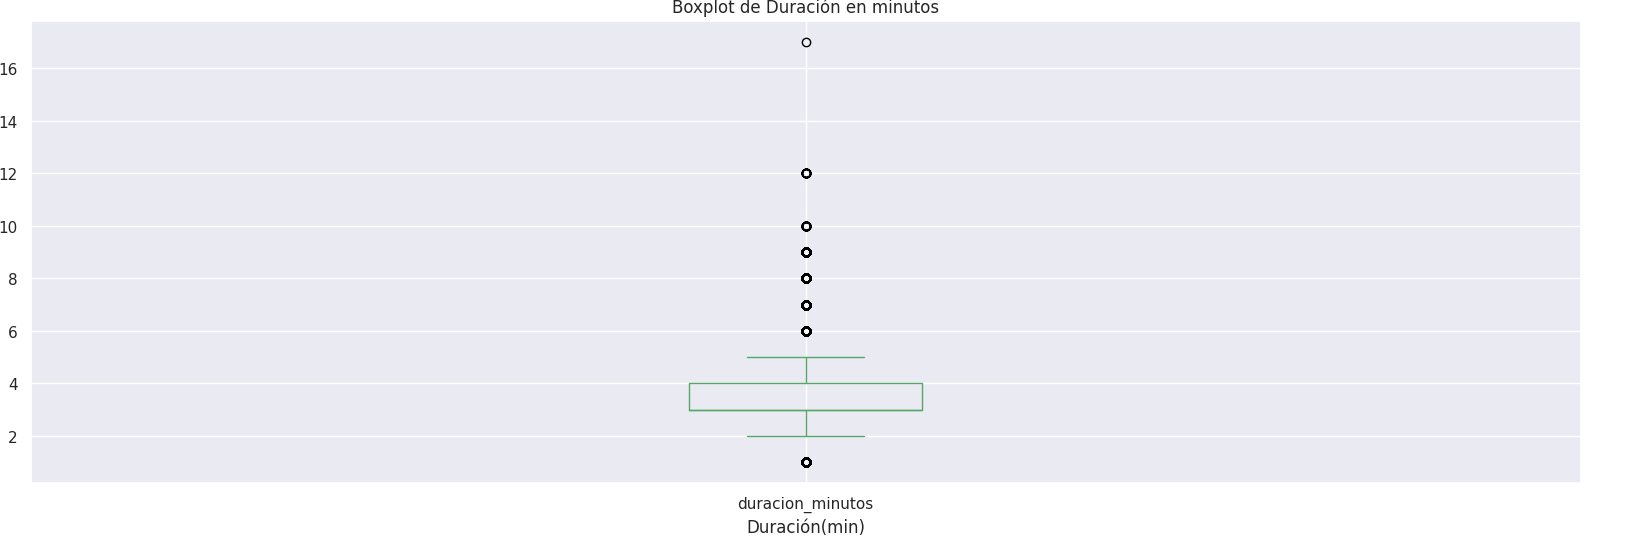 Boxplot de Duración en minutos
16
14
12
10
8
6
4
2
duracion_minutos
Duración(min)